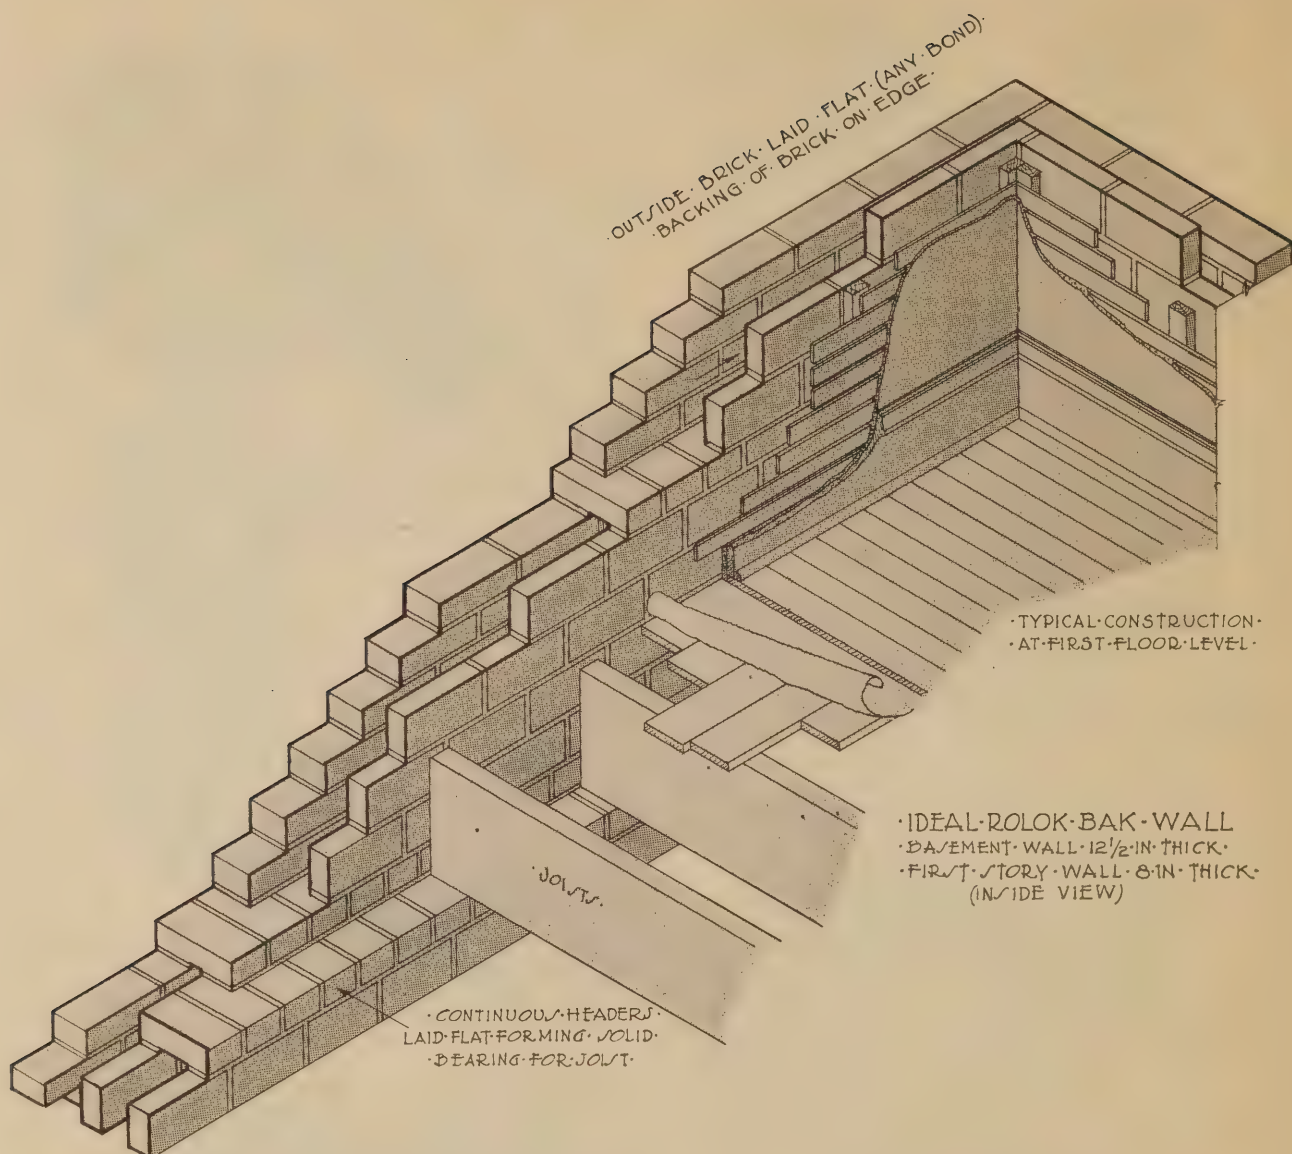 ·OUTSIDE·BRICK·LAID·FLAT·(ANY·BOND)·
·BACKING·OF·BRICK·ON·EDGE·
·TYPICAL·CONSTRUCTION·
·AT·FIRST·FLOOR·LEVEL·
·IDEAL·ROLOK·BAK·WALL
·BASEMENT·WALL·12½·IN·THICK·
·FIRST·STORY·WALL·8·IN·THICK·
(INSIDE VIEW)
·JOISTS·
·CONTINUOUS·HEADERS·
LAID·FLAT·FORMING·SOLID·
·BEARING·FOR·JOIST·